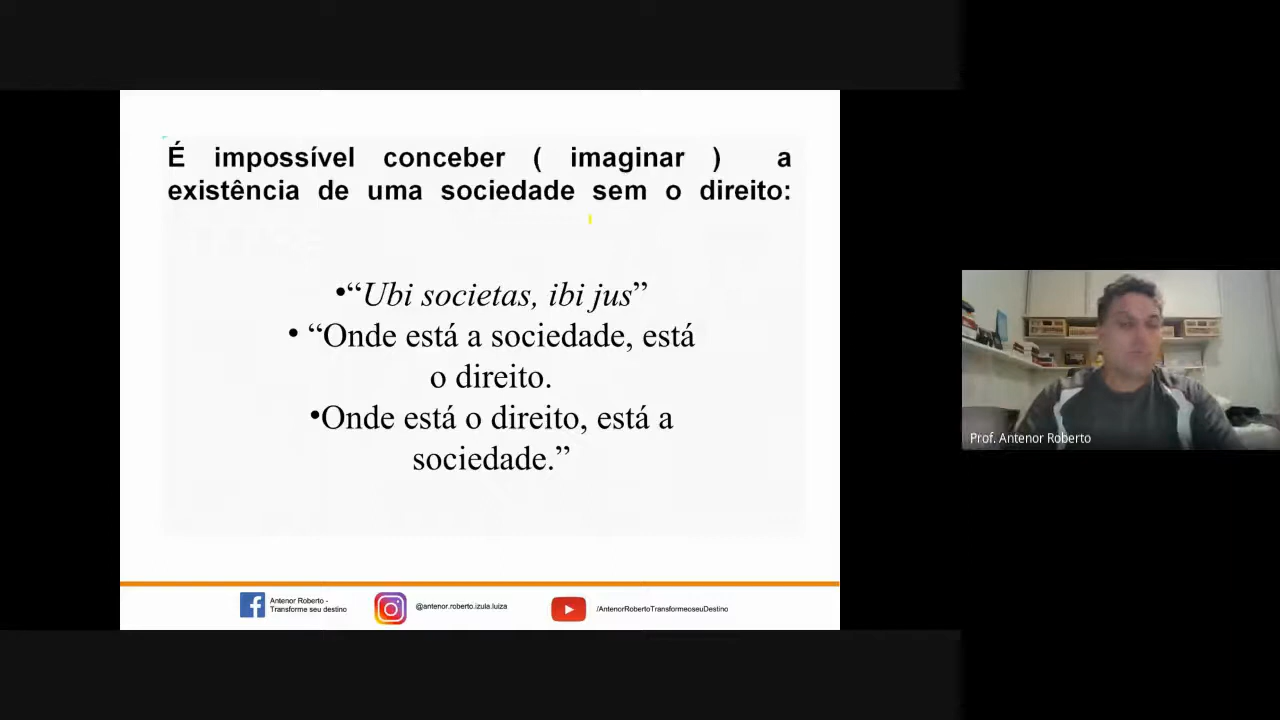 É impossível conceber ( imaginar ) a
existência de uma sociedade sem o direito:
•“Ubi societas, ibi jus”
• “Onde está a sociedade, está
o direito.
•Onde está o direito, está a
sociedade.”
Prof. Antenor Roberto
Antenor Roberto -
Transforme seu destino
@antenor.roberto.izula.luiza
/AntenorRobertoTransformeoseuDestino